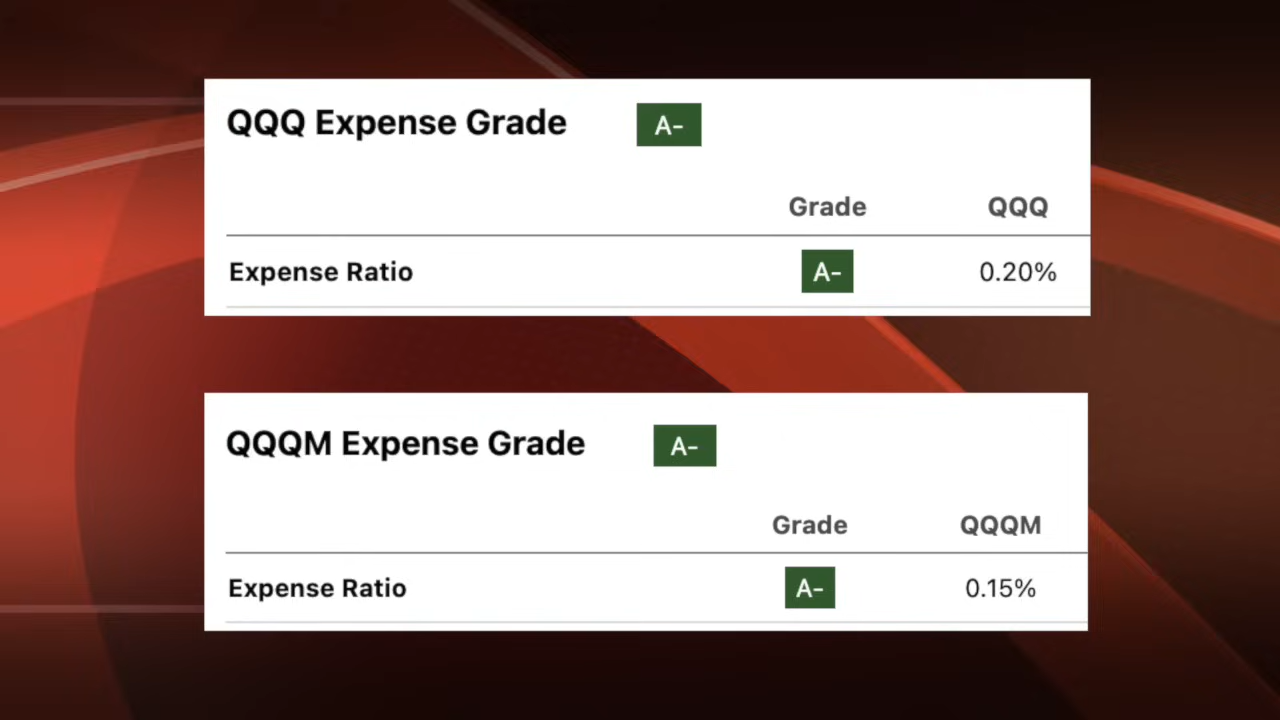 QQQ Expense Grade A-
Grade QQQ
Expense Ratio A- 0.20%
QQQM Expense Grade A-
Grade QQQM
Expense Ratio A- 0.15%